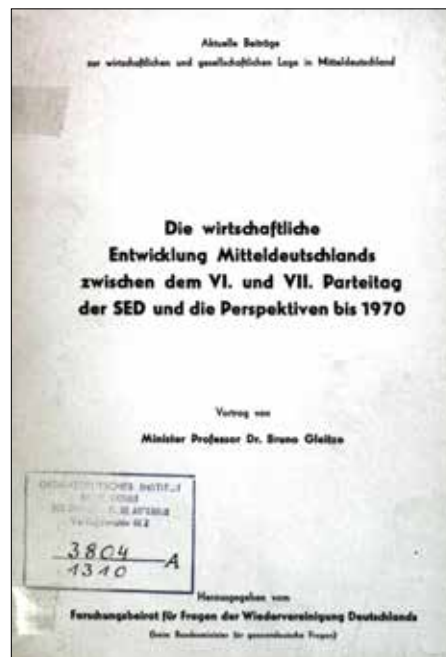 Aktuelle Beiträge
zur wirtschaftlichen und gesellschaftlichen Lage in Mitteldeutschland
Die wirtschaftliche
Entwicklung Mitteldeutschlands
zwischen dem VI. und VII. Parteitag
der SED und die Perspektiven bis 1970
Vortrag von
Minister Professor Dr. Bruno Gleitze
INSTITUT
3804
A
1310
Herausgegeben vom
Forschungsbeirat für Fragen der Wiedervereinigung Deutschlands
(beim Bundesminister für gesamtdeutsche Fragen)